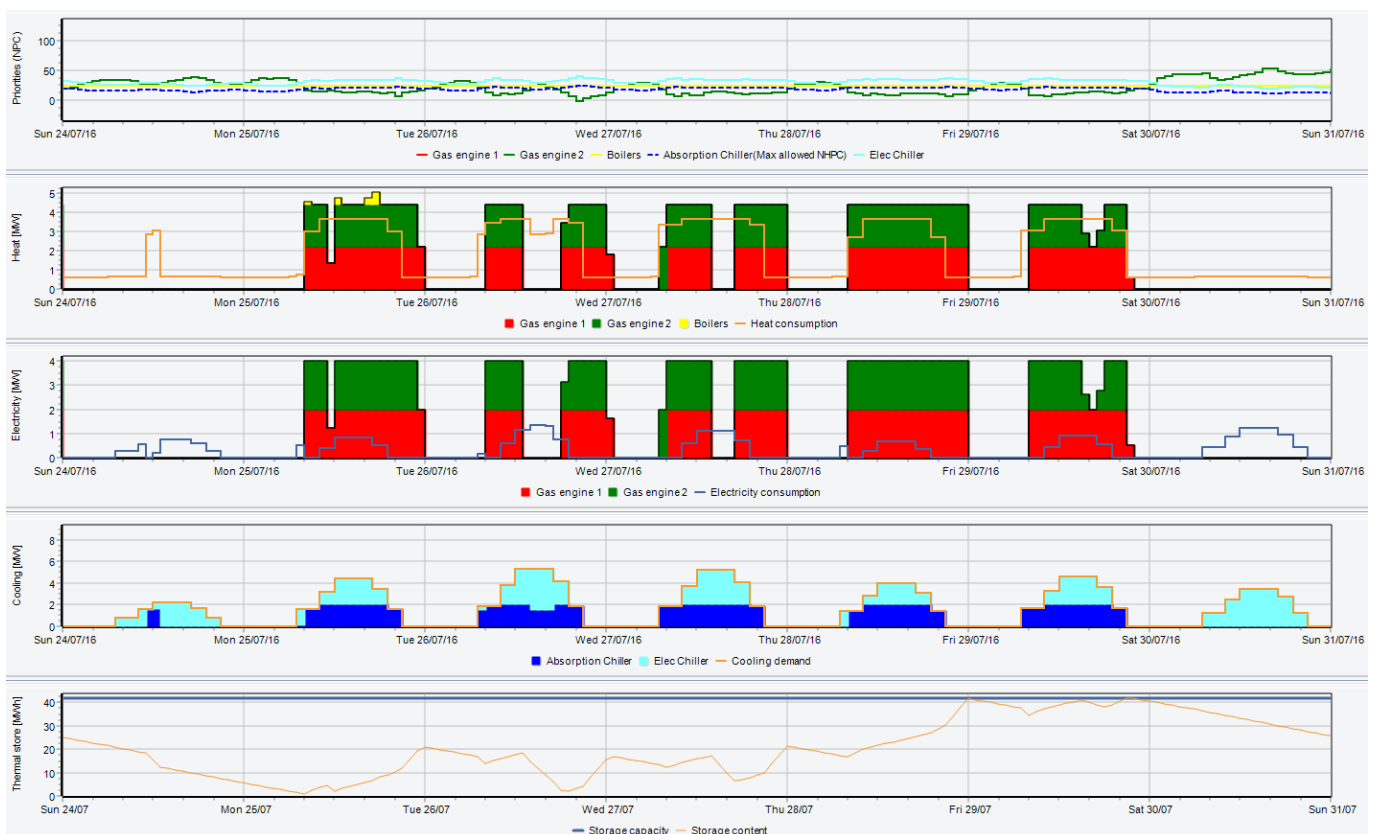 Priorities (NPC)
100
50
0
Sun 24/07/16 Mon 25/07/16 Tue 26/07/16 Wed 27/07/16 Thu 28/07/16 Fri 29/07/16 Sat 30/07/16 Sun 31/07/16
Gas engine 1 Gas engine 2 Boilers Absorption Chiller(Max allowed NHPC) Elec Chiller
Heat [MW]
5
4
3
2
1
0
Sun 24/07/16 Mon 25/07/16 Tue 26/07/16 Wed 27/07/16 Thu 28/07/16 Fri 29/07/16 Sat 30/07/16 Sun 31/07/16
Gas engine 1 Gas engine 2 Boilers Heat consumption
Electricity [MW]
4
3
2
1
0
Sun 24/07/16 Mon 25/07/16 Tue 26/07/16 Wed 27/07/16 Thu 28/07/16 Fri 29/07/16 Sat 30/07/16 Sun 31/07/16
Gas engine 1 Gas engine 2 Electricity consumption
Cooling [MW]
8
6
4
2
0
Sun 24/07/16 Mon 25/07/16 Tue 26/07/16 Wed 27/07/16 Thu 28/07/16 Fri 29/07/16 Sat 30/07/16 Sun 31/07/16
Absorption Chiller Elec Chiller Cooling demand
Thermal store [MWh]
40
30
20
10
0
Sun 24/07 Mon 25/07 Tue 26/07 Wed 27/07 Thu 28/07 Fri 29/07 Sat 30/07 Sun 31/07
Storage capacity Storage content